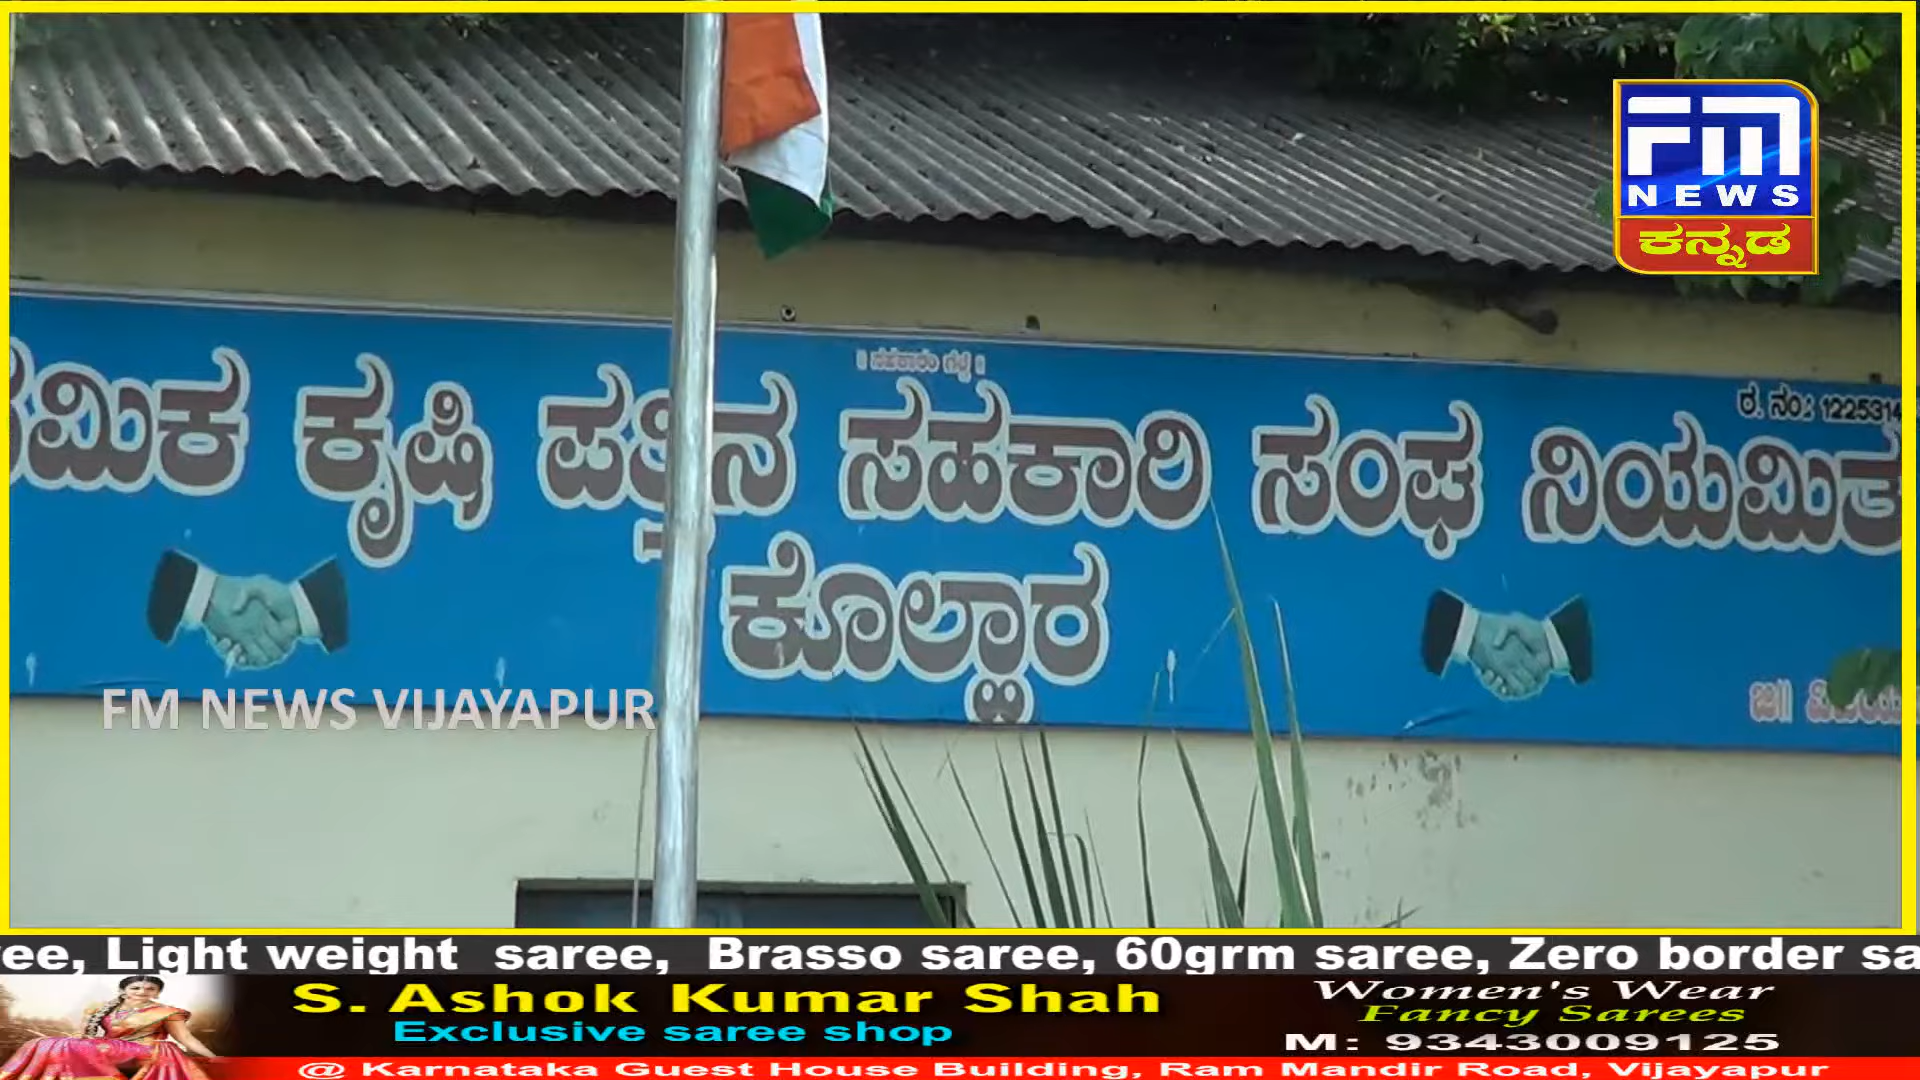 FM
NEWS
ಕನ್ನಡ
ರ. ನಂ: 1225314
ಕೃಷಿ ಪತ್ತಿನ ಸಹಕಾರಿ ಸಂಘ ನಿಯಮಿತ
ಕೊಲ್ಹಾರ
ಜಿ||
FM NEWS VIJAYAPUR
Light weight saree, Brasso saree, 60grm saree, Zero border
S. Ashok Kumar Shah
Exclusive saree shop
Women's Wear
Fancy Sarees
M: 9343009125
@ Karnataka Guest House Building, Ram Mandir Road, Vijayapur